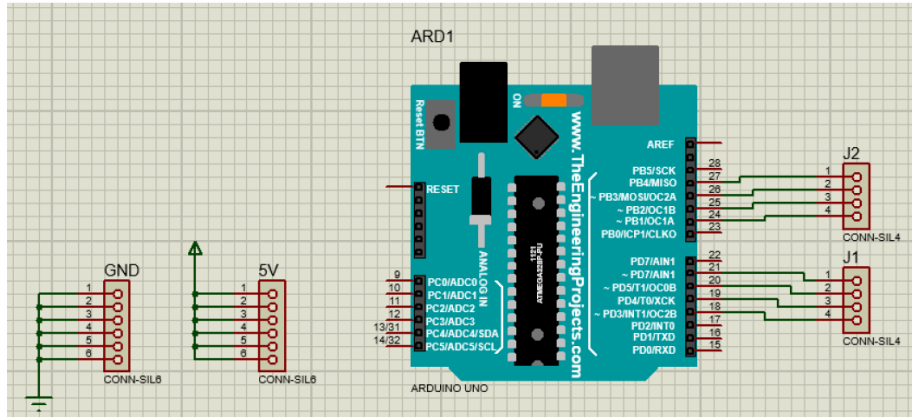 ARD1
Reset BTN
ON
www.TheEngineeringProjects.com
RESET
ANALOG IN
ATMEGA328P-PU
1121
AREF
PB5/SCK
PB4/MISO
~ PB3/MOSI/OC2A
~ PB2/OC1B
~ PB1/OC1A
PB0/ICP1/CLKO
28
27
26
25
24
23
PD7/AIN1
~ PD7/AIN1
~ PD5/T1/OC0B
PD4/T0/XCK
~ PD3/INT1/OC2B
PD2/INT0
PD1/TXD
PD0/RXD
22
21
20
19
18
17
16
15
9
10
11
12
13/31
14/32
PC0/ADC0
PC1/ADC1
PC2/ADC2
PC3/ADC3
PC4/ADC4/SDA
PC5/ADC5/SCL
ARDUINO UNO
J2
1
2
3
4
CONN-SIL4
J1
1
2
3
4
CONN-SIL4
GND
1
2
3
4
5
6
CONN-SIL6
5V
1
2
3
4
5
6
CONN-SIL6